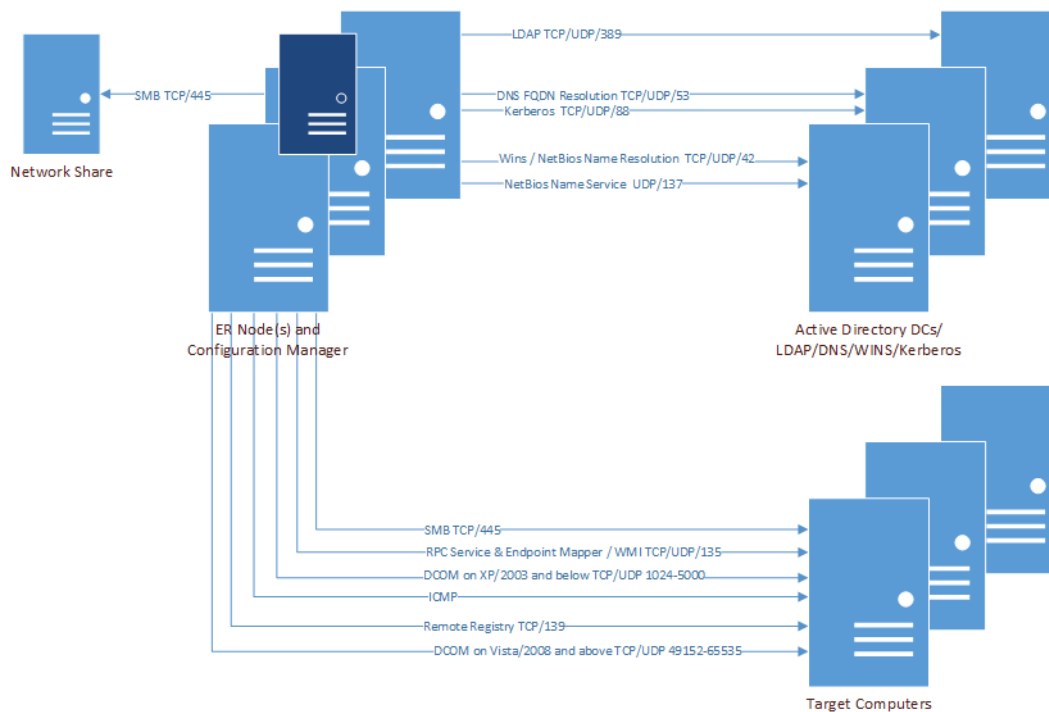 LDAP TCP/UDP/389
SMB TCP/445
DNS FQDN Resolution TCP/UDP/53
Kerberos TCP/UDP/88
Network Share
Wins / NetBios Name Resolution TCP/UDP/42
NetBios Name Service UDP/137
ER Node(s) and
Configuration Manager
Active Directory DCs/
LDAP/DNS/WINS/Kerberos
SMB TCP/445
RPC Service & Endpoint Mapper / WMI TCP/UDP/135
DCOM on XP/2003 and below TCP/UDP 1024-5000
ICMP
Remote Registry TCP/139
DCOM on Vista/2008 and above TCP/UDP 49152-65535
Target Computers